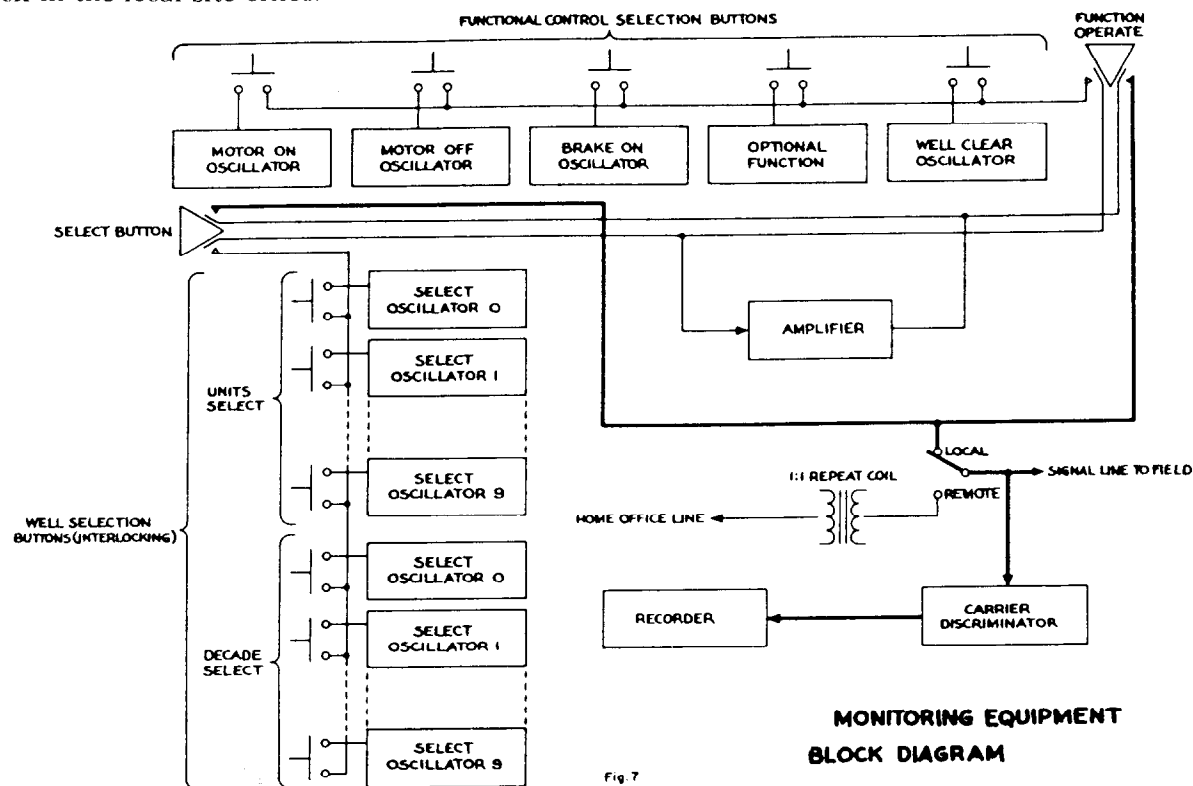 FUNCTIONAL CONTROL SELECTION BUTTONS
FUNCTION
OPERATE
MOTOR ON
OSCILLATOR
MOTOR OFF
OSCILLATOR
BRAKE ON
OSCILLATOR
OPTIONAL
FUNCTION
WELL CLEAR
OSCILLATOR
SELECT BUTTON
SELECT
OSCILLATOR 0
AMPLIFIER
SELECT
OSCILLATOR 1
UNITS
SELECT
LOCAL
SIGNAL LINE TO FIELD
1:1 REPEAT COIL
REMOTE
SELECT
OSCILLATOR 9
HOME OFFICE LINE
WELL SELECTION
BUTTONS (INTERLOCKING)
SELECT
OSCILLATOR 0
RECORDER
CARRIER
DISCRIMINATOR
SELECT
OSCILLATOR 1
DECADE
SELECT
MONITORING EQUIPMENT
BLOCK DIAGRAM
SELECT
OSCILLATOR 9
Fig. 7